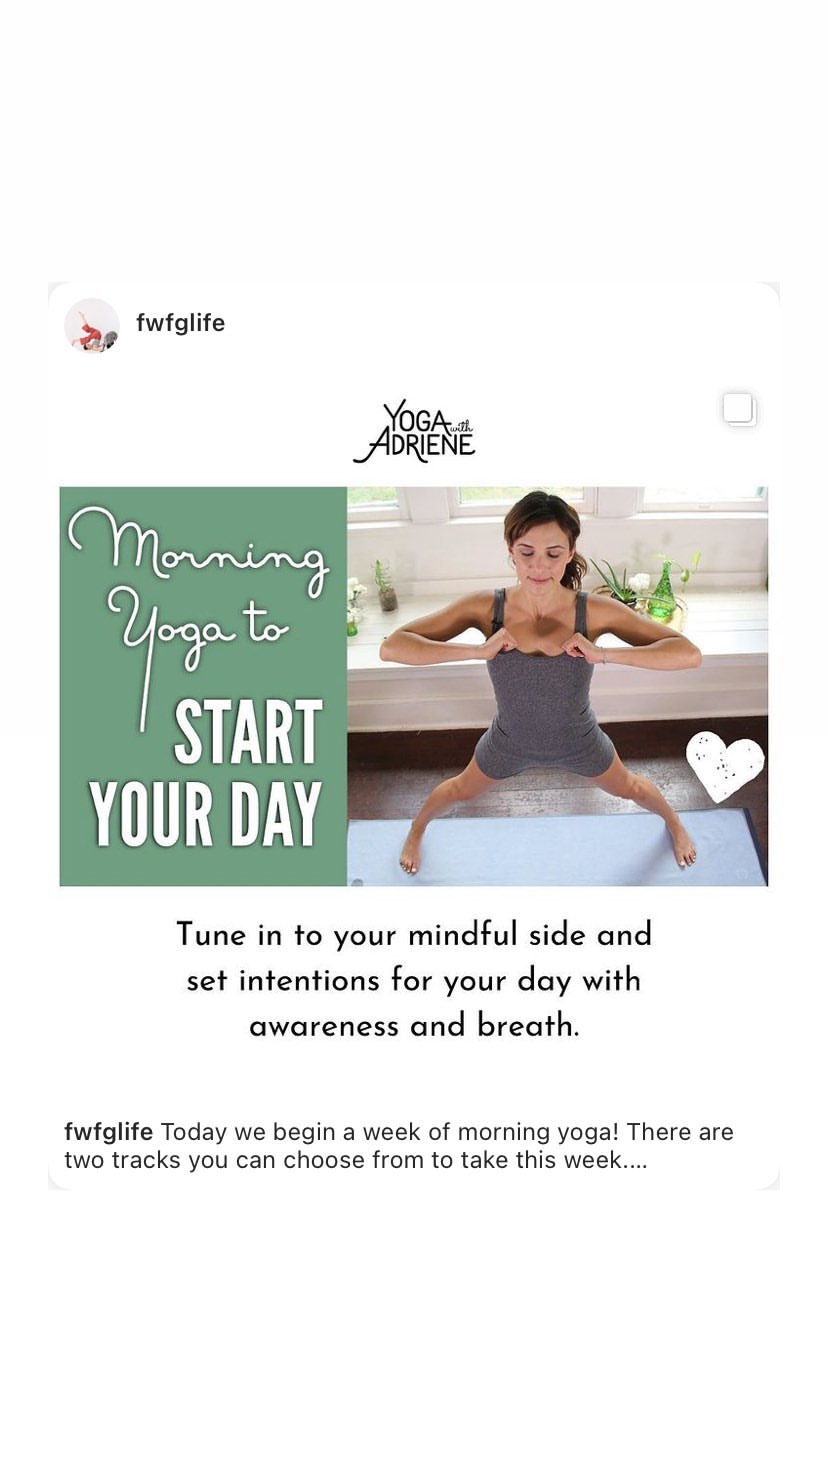 fwfglife
YOGA with
ADRIENE
Morning
Yoga to
START
YOUR DAY
Tune in to your mindful side and
set intentions for your day with
awareness and breath.
fwfglife Today we begin a week of morning yoga! There are
two tracks you can choose from to take this week....